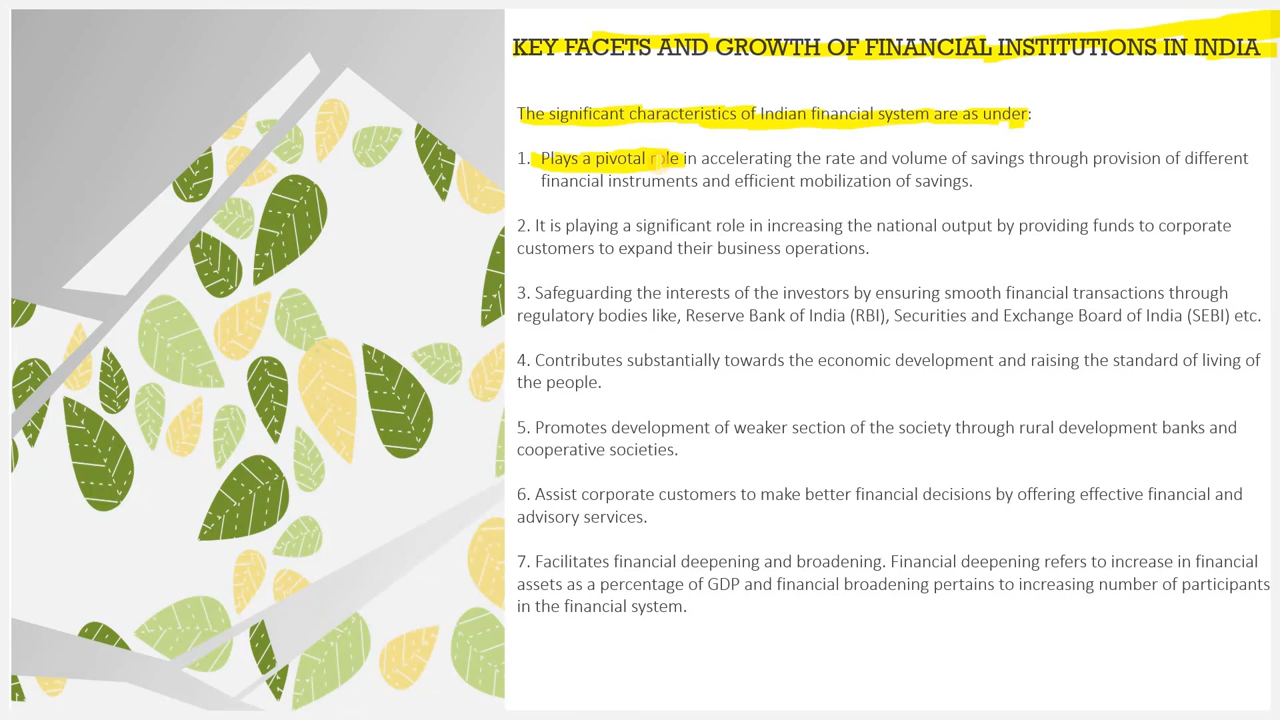 KEY FACETS AND GROWTH OF FINANCIAL INSTITUTIONS IN INDIA
The significant characteristics of Indian financial system are as under:
1. Plays a pivotal role in accelerating the rate and volume of savings through provision of different
financial instruments and efficient mobilization of savings.
2. It is playing a significant role in increasing the national output by providing funds to corporate
customers to expand their business operations.
3. Safeguarding the interests of the investors by ensuring smooth financial transactions through
regulatory bodies like, Reserve Bank of India (RBI), Securities and Exchange Board of India (SEBI) etc.
4. Contributes substantially towards the economic development and raising the standard of living of
the people.
5. Promotes development of weaker section of the society through rural development banks and
cooperative societies.
6. Assist corporate customers to make better financial decisions by offering effective financial and
advisory services.
7. Facilitates financial deepening and broadening. Financial deepening refers to increase in financial
assets as a percentage of GDP and financial broadening pertains to increasing number of participants
in the financial system.